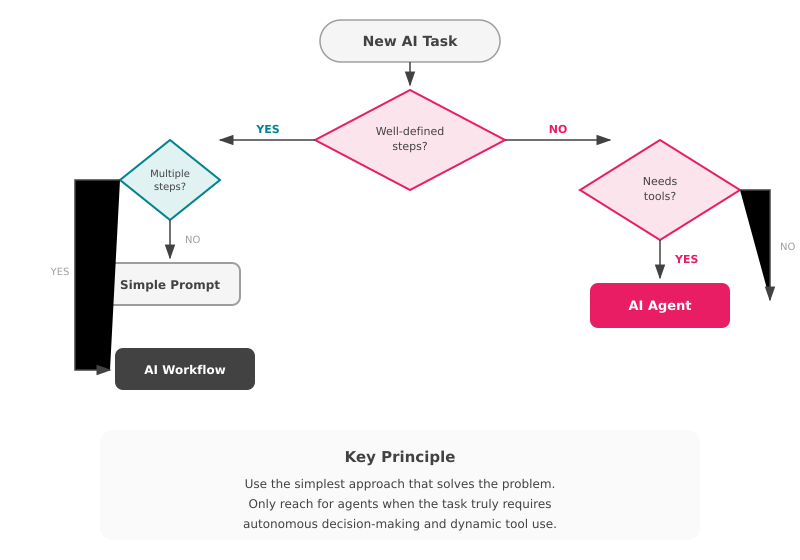 New AI Task
Well-defined
steps?
YES
NO
Multiple
steps?
Needs
tools?
NO
YES
NO
YES
Simple Prompt
AI Agent
AI Workflow
Key Principle
Use the simplest approach that solves the problem.
Only reach for agents when the task truly requires
autonomous decision-making and dynamic tool use.